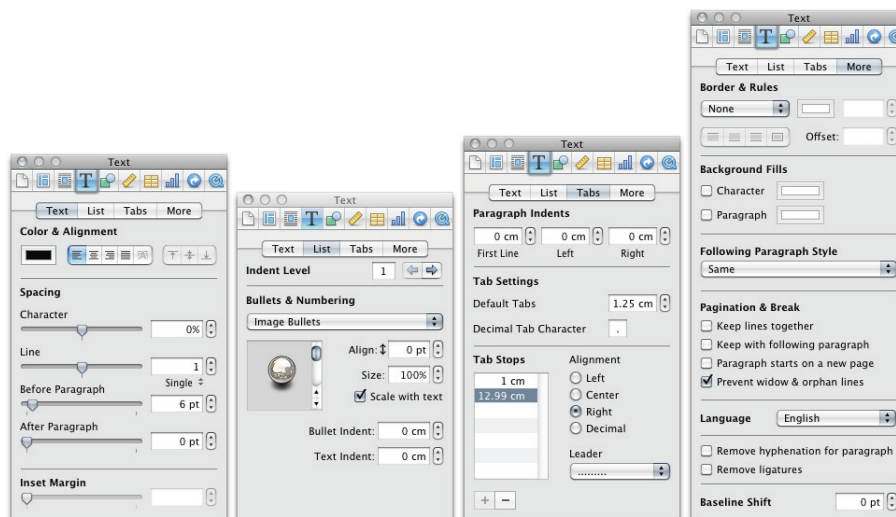 Text
Text List Tabs More
Color & Alignment
Spacing
Character
0%
Line
1
Single
Before Paragraph
6 pt
After Paragraph
0 pt
Inset Margin
Text
Text List Tabs More
Indent Level 1
Bullets & Numbering
Image Bullets
Align: 0 pt
Size: 100%
Scale with text
Bullet Indent: 0 cm
Text Indent: 0 cm
Text
Text List Tabs More
Paragraph Indents
0 cm 0 cm 0 cm
First Line Left Right
Tab Settings
Default Tabs 1.25 cm
Decimal Tab Character .
Tab Stops
1 cm
12.99 cm
Alignment
Left
Center
Right
Decimal
Leader
.........
+ −
Text
Text List Tabs More
Border & Rules
None
Offset:
Background Fills
Character
Paragraph
Following Paragraph Style
Same
Pagination & Break
Keep lines together
Keep with following paragraph
Paragraph starts on a new page
Prevent widow & orphan lines
Language English
Remove hyphenation for paragraph
Remove ligatures
Baseline Shift 0 pt